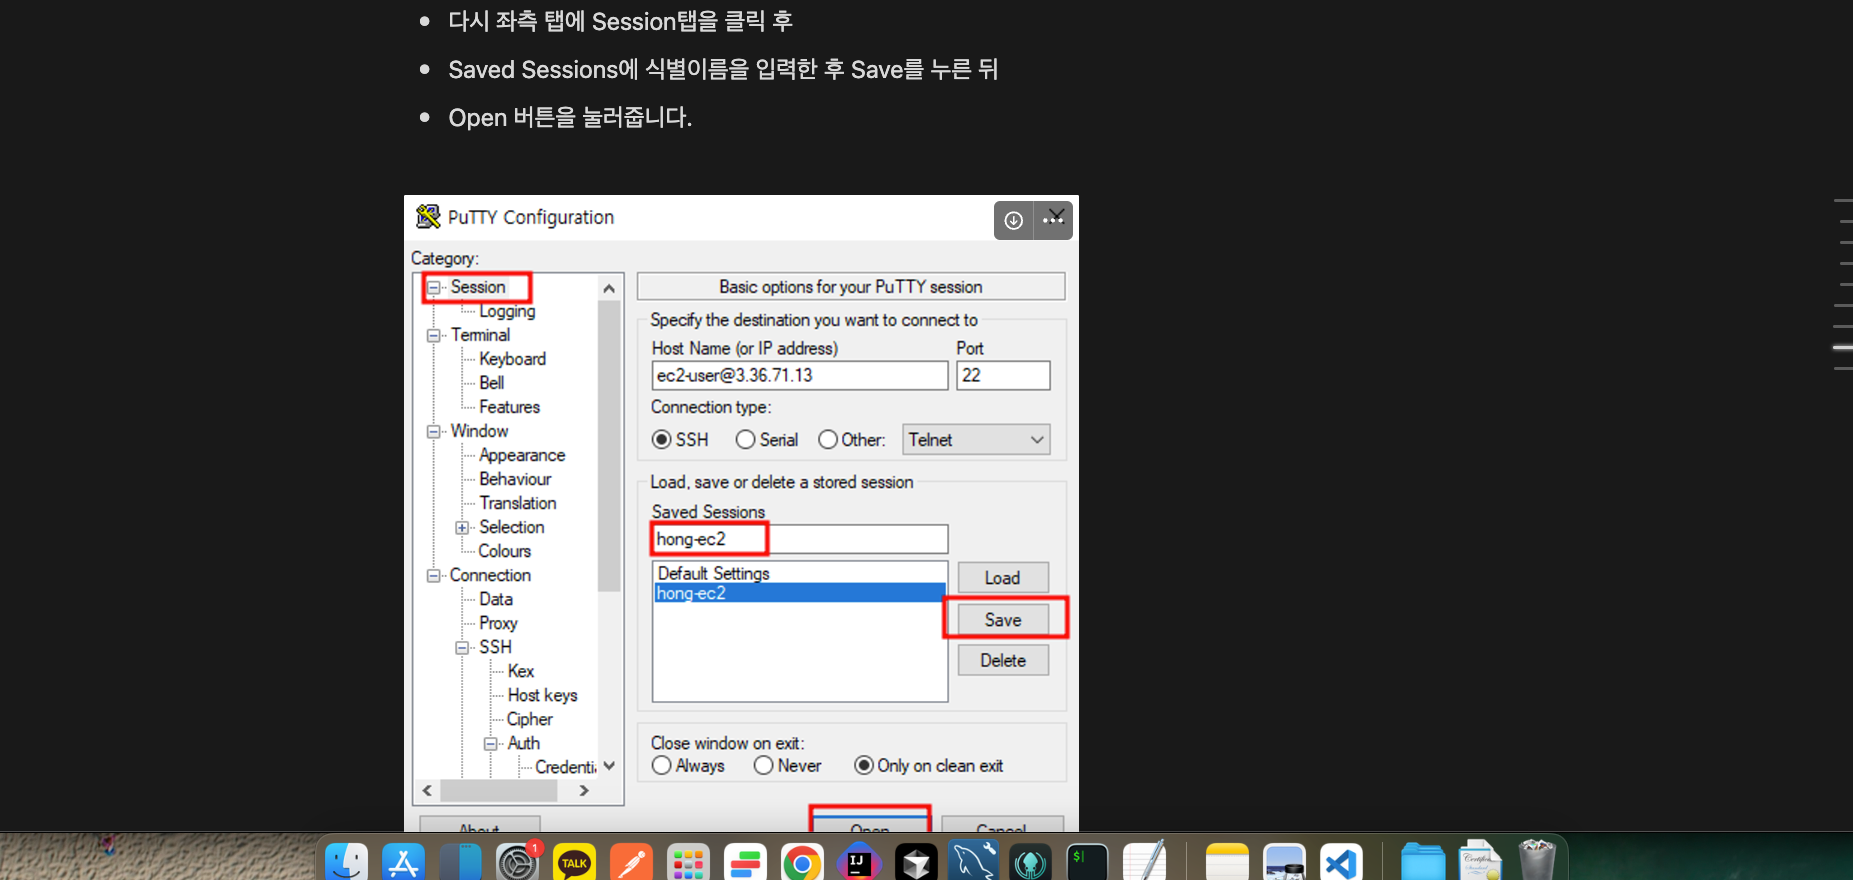 다시 좌측 탭에 Session탭을 클릭 후
Saved Sessions에 식별이름을 입력한 후 Save를 누른 뒤
Open 버튼을 눌러줍니다.
PuTTY Configuration
Category:
Session
Logging
Terminal
Keyboard
Bell
Features
Window
Appearance
Behaviour
Translation
Selection
Colours
Connection
Data
Proxy
SSH
Kex
Host keys
Cipher
Auth
Credenti
Basic options for your PuTTY session
Specify the destination you want to connect to
Host Name (or IP address) Port
ec2-user@3.36.71.13 22
Connection type:
SSH Serial Other: Telnet
Load, save or delete a stored session
Saved Sessions
hong-ec2
Default Settings
hong-ec2
Load
Save
Delete
Close window on exit:
Always Never Only on clean exit
About Open Cancel
1
TALK
IJ
$